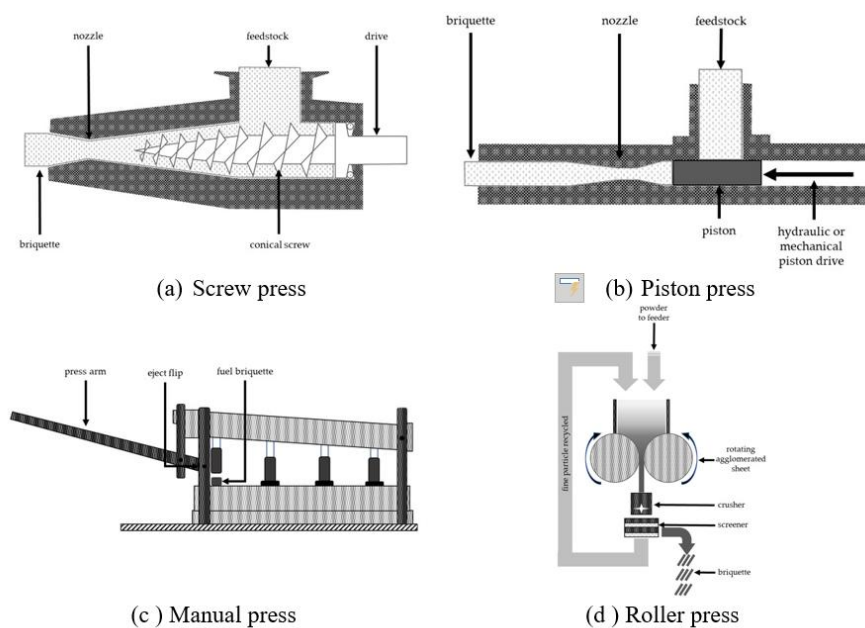 nozzle
feedstock
drive
briquette
conical screw
(a) Screw press
briquette
nozzle
feedstock
piston
hydraulic or
mechanical
piston drive
(b) Piston press
press arm
eject flip
fuel briquette
(c ) Manual press
powder
to feeder
fine particle recycled
rotating
agglomerated
sheet
crusher
screener
briquette
(d ) Roller press